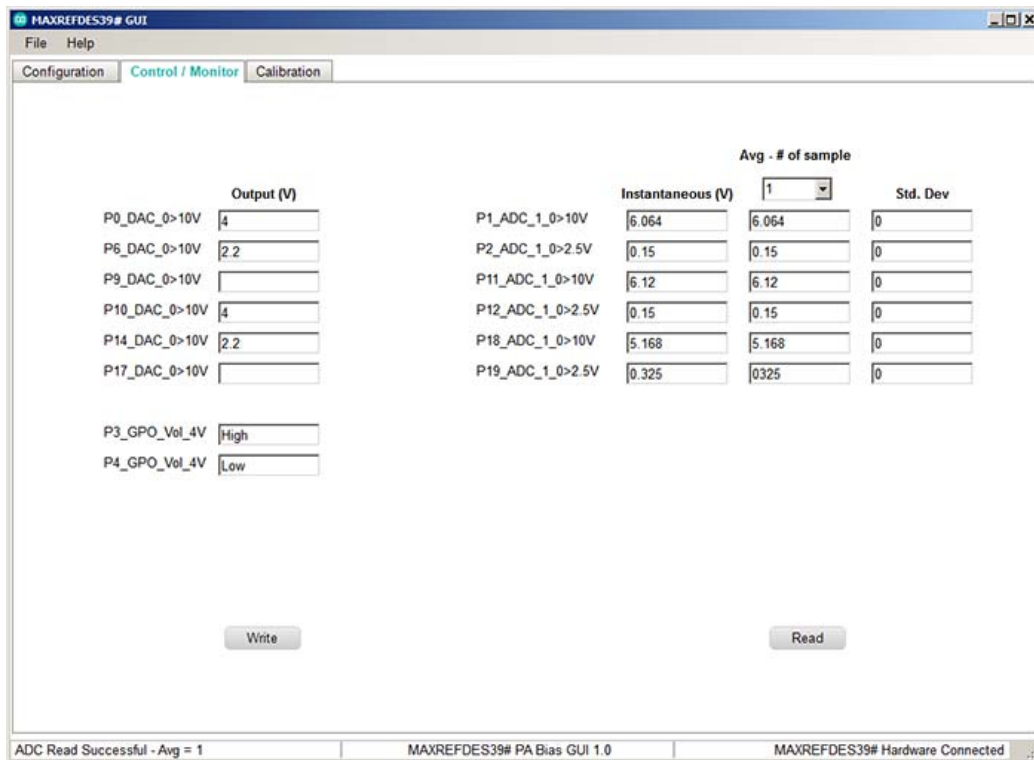 MAXREFDES39# GUI
File Help
Configuration Control / Monitor Calibration
Avg - # of sample
Output (V) Instantaneous (V) 1 Std. Dev
P0_DAC_0>10V 4 P1_ADC_1_0>10V 6.064 6.064 0
P6_DAC_0>10V 2.2 P2_ADC_1_0>2.5V 0.15 0.15 0
P9_DAC_0>10V P11_ADC_1_0>10V 6.12 6.12 0
P10_DAC_0>10V 4 P12_ADC_1_0>2.5V 0.15 0.15 0
P14_DAC_0>10V 2.2 P18_ADC_1_0>10V 5.168 5.168 0
P17_DAC_0>10V P19_ADC_1_0>2.5V 0.325 0325 0
P3_GPO_Vol_4V High
P4_GPO_Vol_4V Low
Write Read
ADC Read Successful - Avg = 1 MAXREFDES39# PA Bias GUI 1.0 MAXREFDES39# Hardware Connected